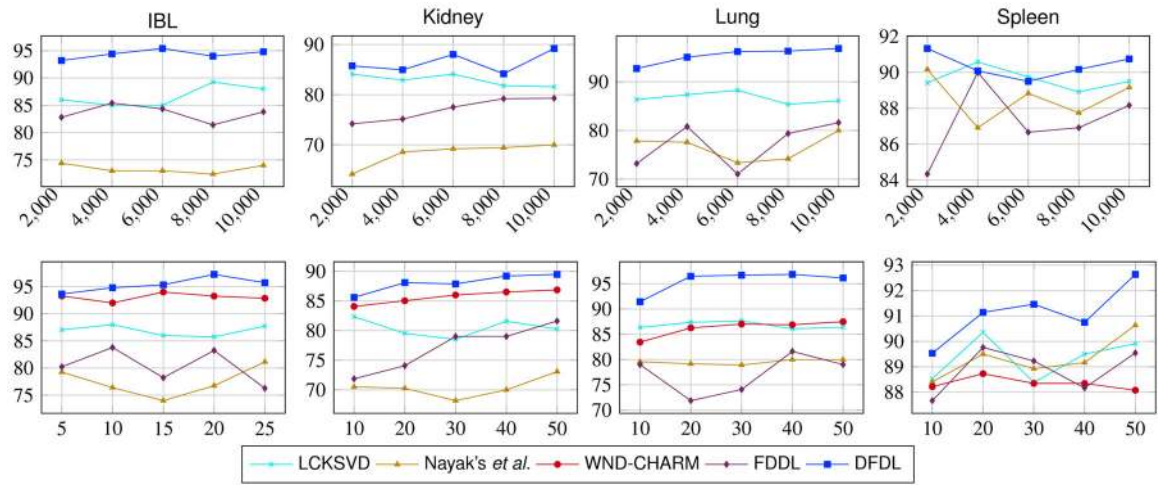 IBL Kidney Lung Spleen
95 90 85 80 75
2,000 4,000 6,000 8,000 10,000
90 80 70
2,000 4,000 6,000 8,000 10,000
90 80 70
2,000 4,000 6,000 8,000 10,000
92 90 88 86 84
2,000 4,000 6,000 8,000 10,000
95 90 85 80 75
5 10 15 20 25
90 85 80 75 70
10 20 30 40 50
95 90 85 80 75 70
10 20 30 40 50
93 92 91 90 89 88
10 20 30 40 50
LCKSVD Nayak's et al. WND-CHARM FDDL DFDL